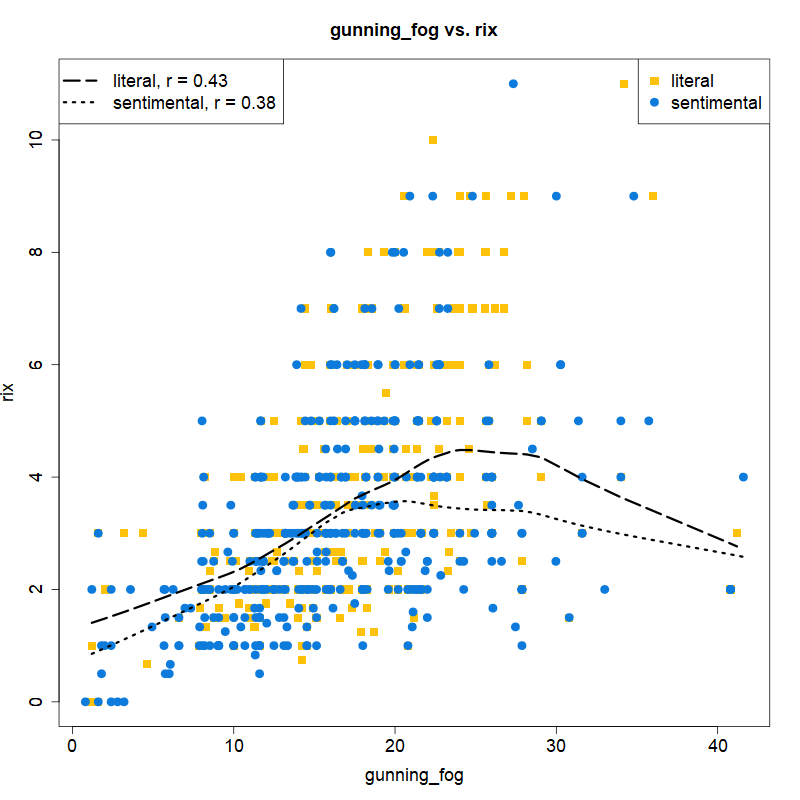 gunning_fog vs. rix
literal, r = 0.43
sentimental, r = 0.38
literal
sentimental
rix
10
8
6
4
2
0
0 10 20 30 40
gunning_fog